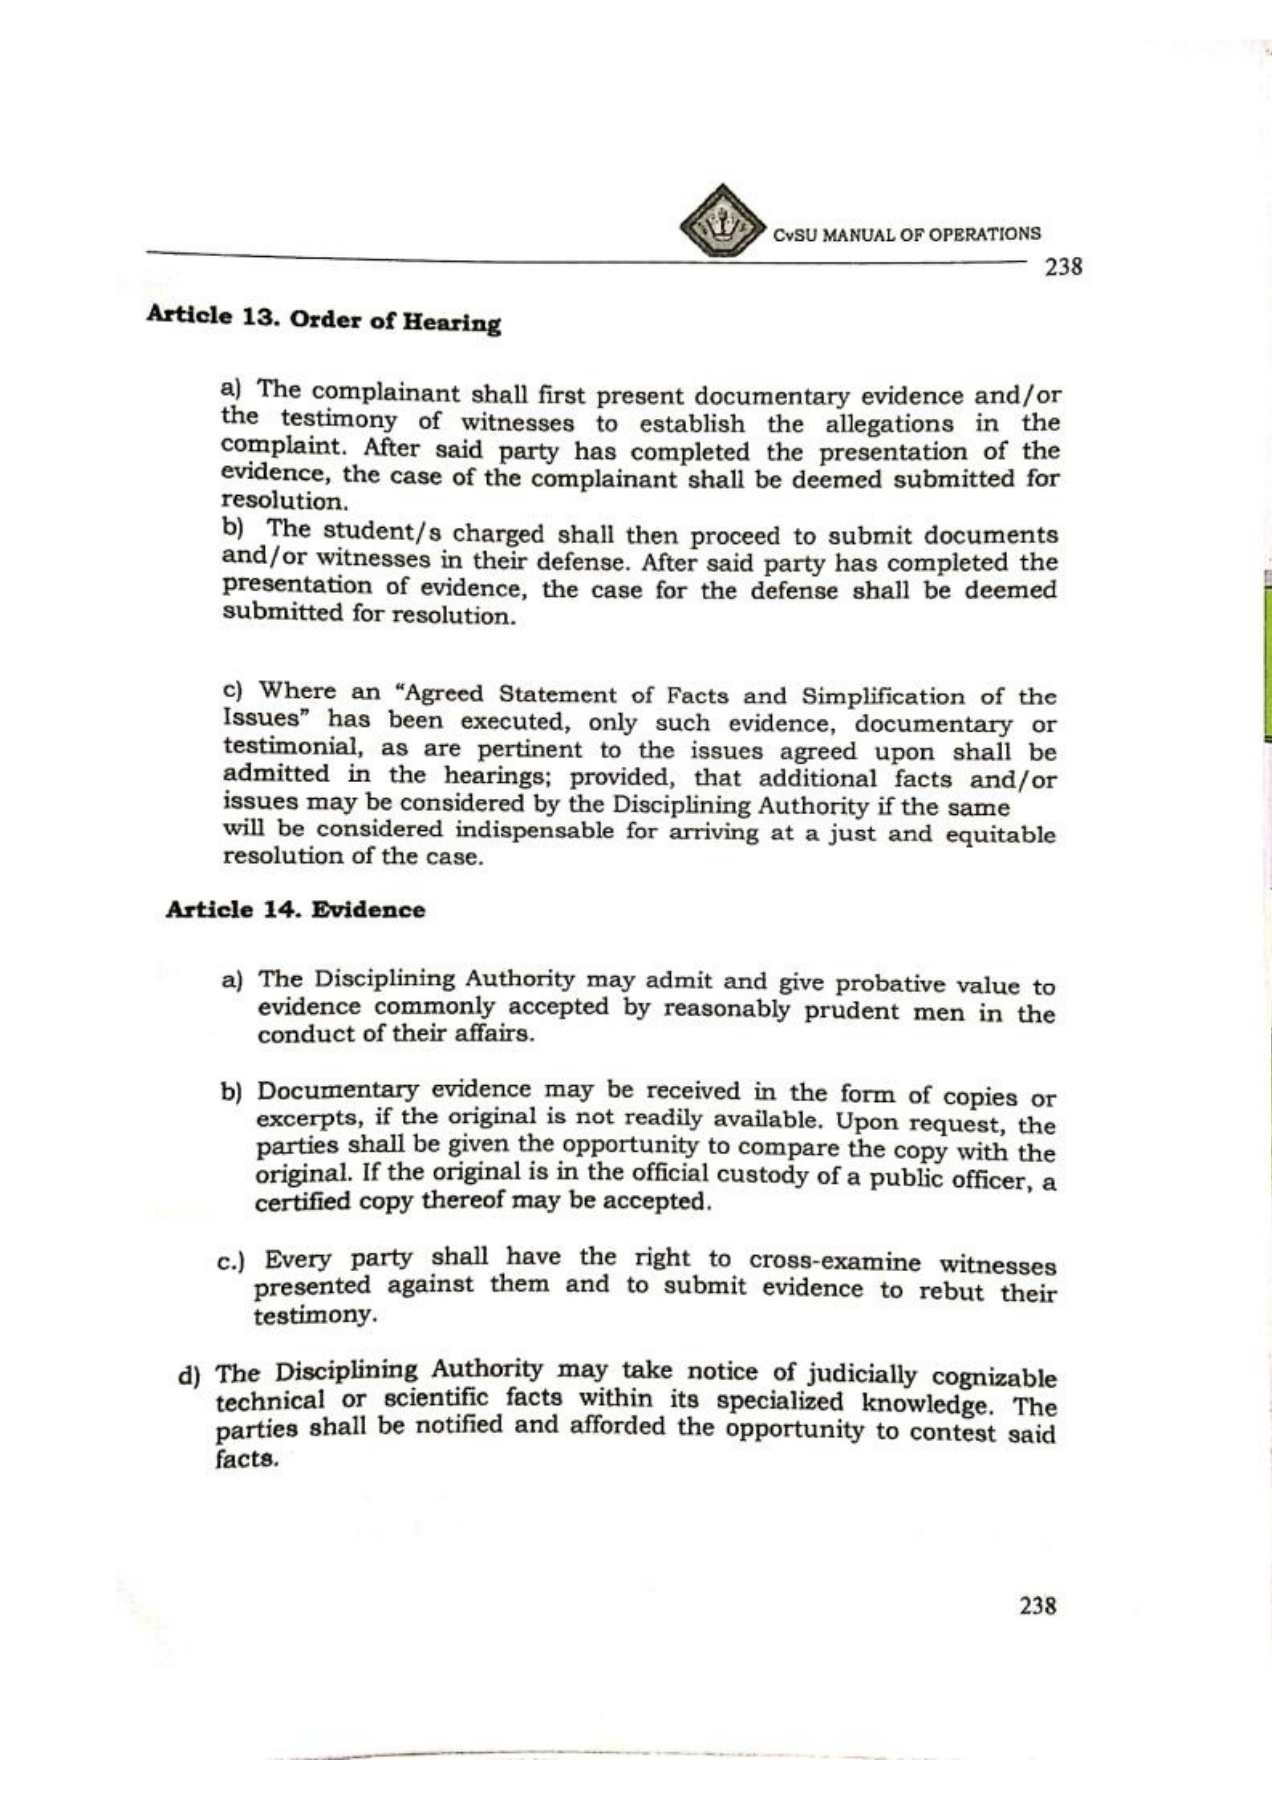 CvSU MANUAL OF OPERATIONS
238
Article 13. Order of Hearing
a) The complainant shall first present documentary evidence and/or
the testimony of witnesses to establish the allegations in the
complaint. After said party has completed the presentation of the
evidence, the case of the complainant shall be deemed submitted for
resolution.
b) The student/s charged shall then proceed to submit documents
and/or witnesses in their defense. After said party has completed the
presentation of evidence, the case for the defense shall be deemed
submitted for resolution.
c) Where an “Agreed Statement of Facts and Simplification of the
Issues” has been executed, only such evidence, documentary or
testimonial, as are pertinent to the issues agreed upon shall be
admitted in the hearings; provided, that additional facts and/or
issues may be considered by the Disciplining Authority if the same
will be considered indispensable for arriving at a just and equitable
resolution of the case.
Article 14. Evidence
a) The Disciplining Authority may admit and give probative value to
evidence commonly accepted by reasonably prudent men in the
conduct of their affairs.
b) Documentary evidence may be received in the form of copies or
excerpts, if the original is not readily available. Upon request, the
parties shall be given the opportunity to compare the copy with the
original. If the original is in the official custody of a public officer, a
certified copy thereof may be accepted.
c.) Every party shall have the right to cross-examine witnesses
presented against them and to submit evidence to rebut their
testimony.
d) The Disciplining Authority may take notice of judicially cognizable
technical or scientific facts within its specialized knowledge. The
parties shall be notified and afforded the opportunity to contest said
facts.
238